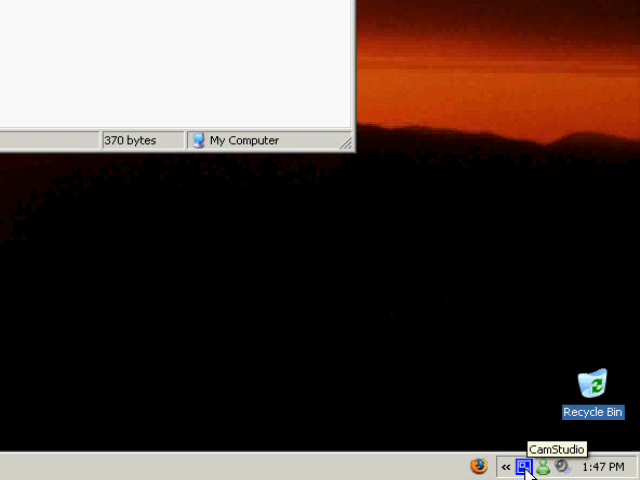 370 bytes
My Computer
Recycle Bin
CamStudio
«
1:47 PM